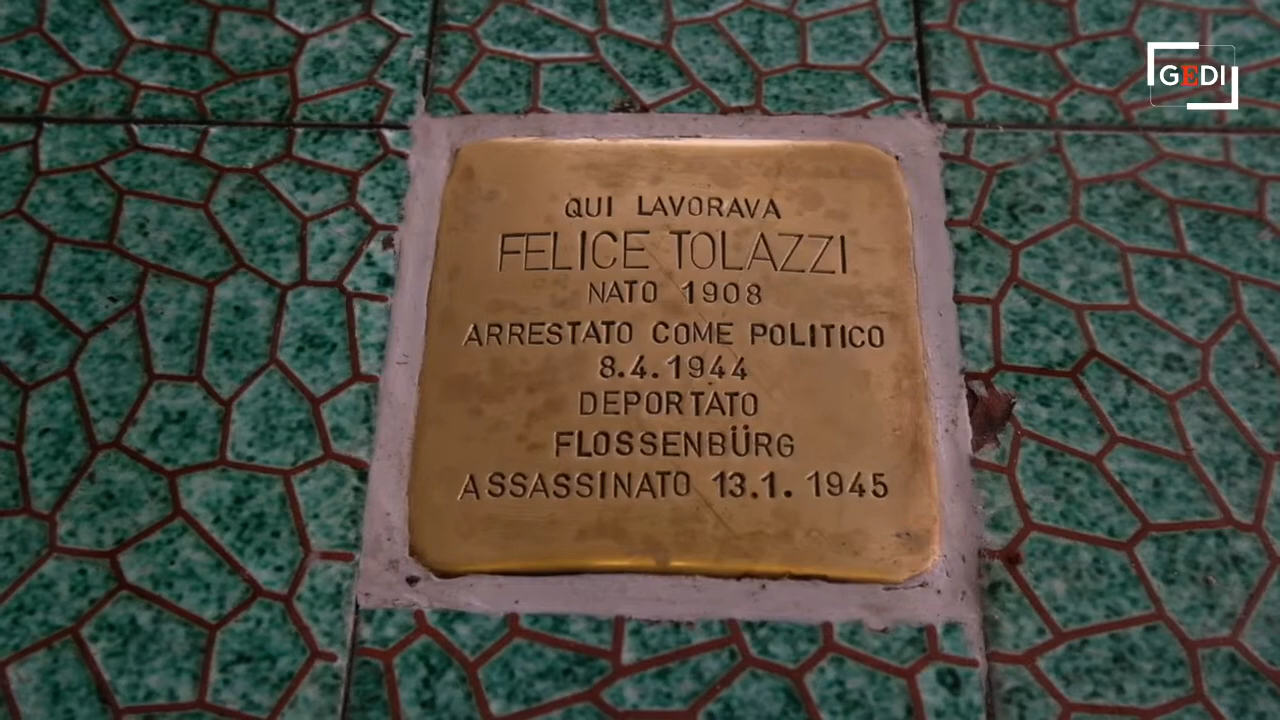 GEDI
QUI LAVORAVA
FELICE TOLAZZI
NATO 1908
ARRESTATO COME POLITICO
8.4.1944
DEPORTATO
FLOSSENBÜRG
ASSASSINATO 13.1.1945